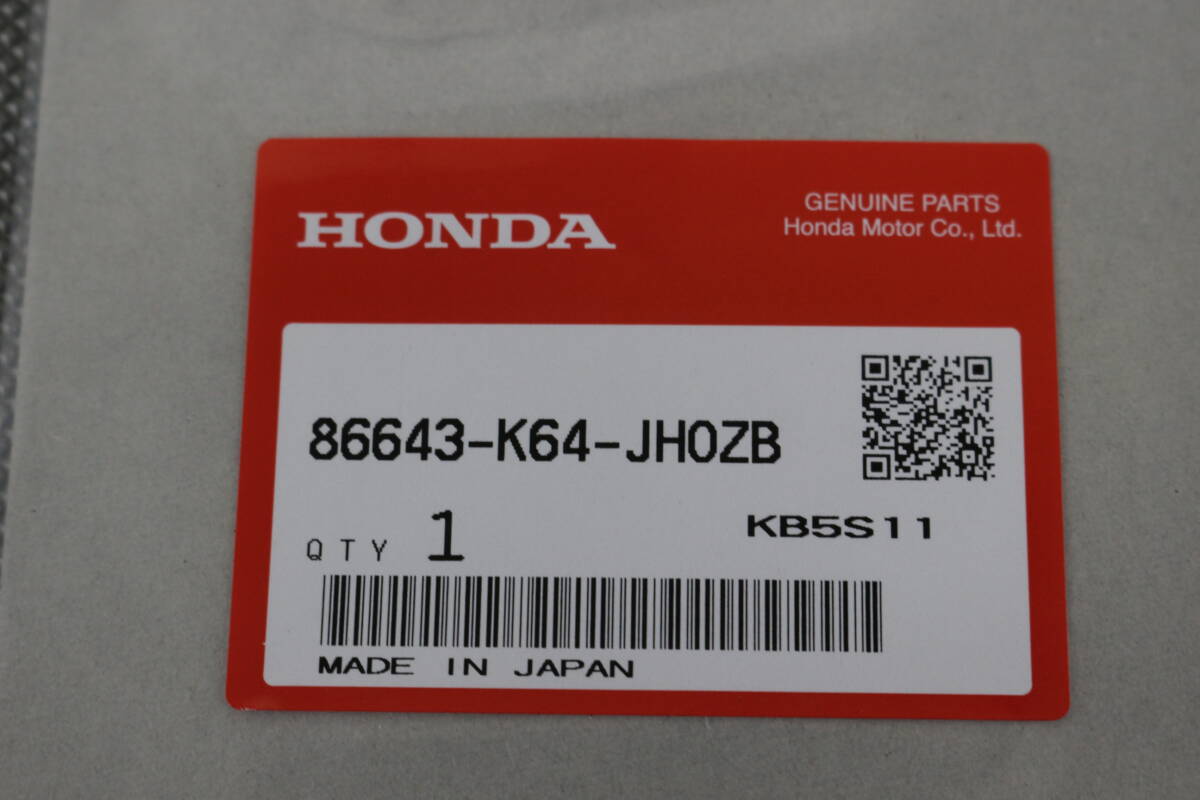 HONDA
GENUINE PARTS
Honda Motor Co., Ltd.
86643-K64-JH0ZB
QTY 1
KB5S11
MADE IN JAPAN